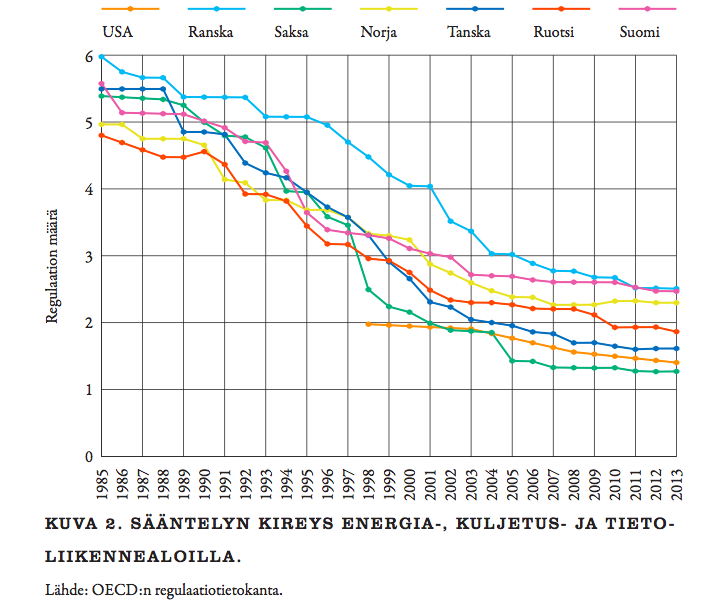 USA Ranska Saksa Norja Tanska Ruotsi Suomi
6
5
4
3
2
1
0
Regulaation määrä
1985 1986 1987 1988 1989 1990 1991 1992 1993 1994 1995 1996 1997 1998 1999 2000 2001 2002 2003 2004 2005 2006 2007 2008 2009 2010 2011 2012 2013
KUVA 2. SÄÄNTELYN KIREYS ENERGIA-, KULJETUS- JA TIETO-
LIIKENNEALOILLA.
Lähde: OECD:n regulaatiotietokanta.